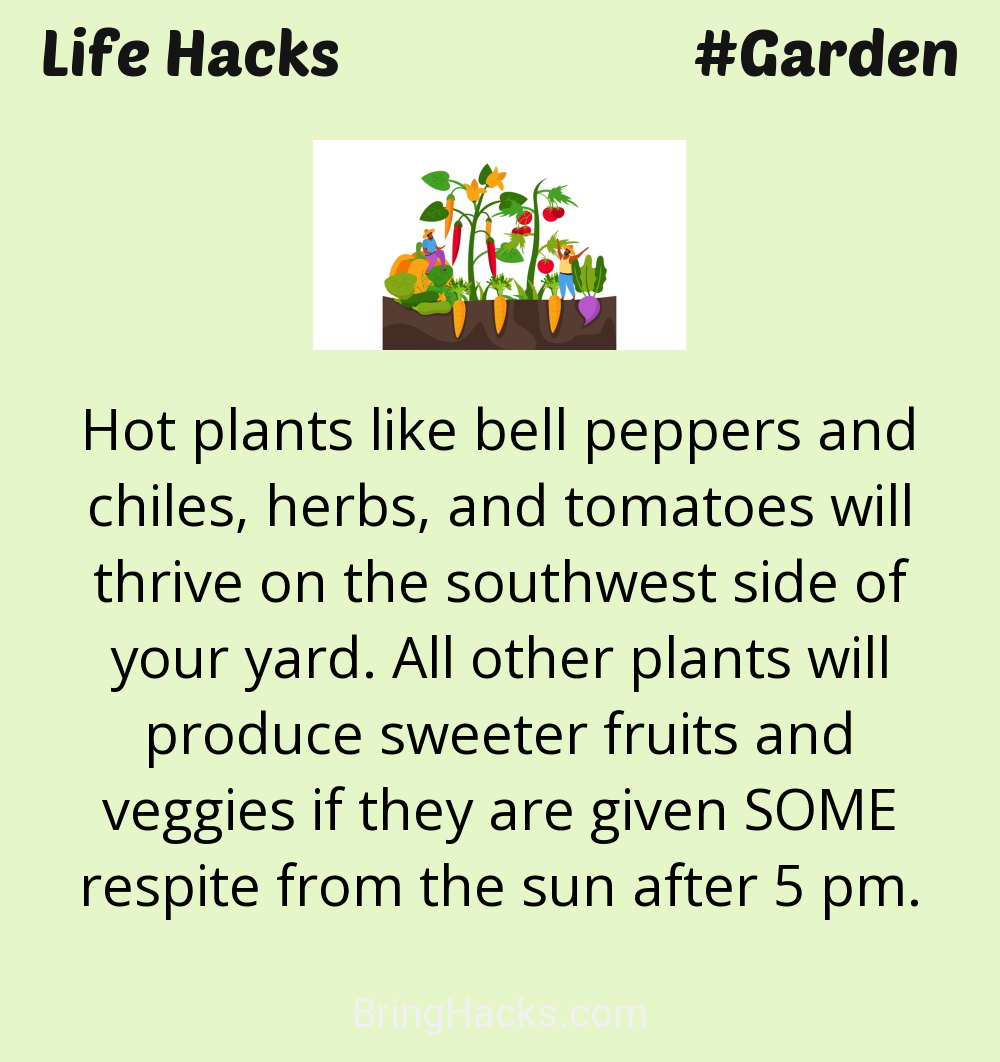 Life Hacks
#Garden
Hot plants like bell peppers and
chiles, herbs, and tomatoes will
thrive on the southwest side of
your yard. All other plants will
produce sweeter fruits and
veggies if they are given SOME
respite from the sun after 5 pm.
BringHacks.com